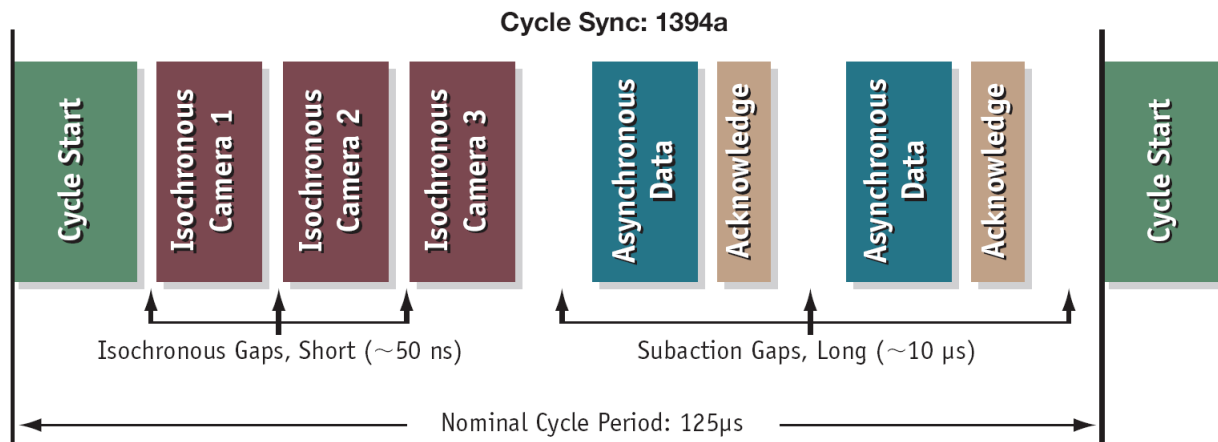 Cycle Sync: 1394a
Cycle Start
Isochronous
Camera 1
Isochronous
Camera 2
Isochronous
Camera 3
Asynchronous
Data
Acknowledge
Asynchronous
Data
Acknowledge
Cycle Start
Isochronous Gaps, Short (~50 ns)
Subaction Gaps, Long (~10 µs)
Nominal Cycle Period: 125µs